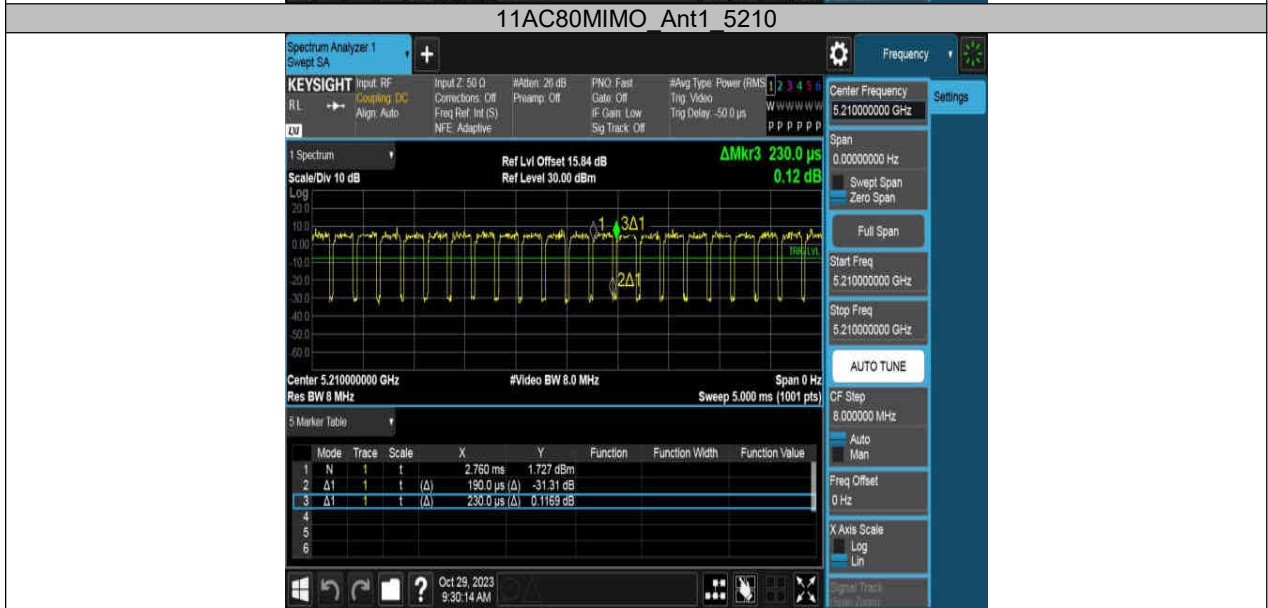 11AC80MIMO_Ant1_5210
Spectrum Analyzer 1
Swept SA
+
Frequency
KEYSIGHT
RL
LXI
Input: RF
Coupling: DC
Align: Auto
Input Z: 50 Ω
Corrections: Off
Freq Ref: Int (S)
NFE: Adaptive
#Atten: 26 dB
Preamp: Off
PNO: Fast
Gate: Off
IF Gain: Low
Sig Track: Off
#Avg Type: Power (RMS
Trig: Video
Trig Delay: -50.0 µs
1 2 3 4 5 6
W W W W W W
P P P P P P
Center Frequency
5.210000000 GHz
Settings
1 Spectrum
Scale/Div 10 dB
Ref Lvl Offset 15.84 dB
Ref Level 30.00 dBm
ΔMkr3 230.0 µs
0.12 dB
Span
0.00000000 Hz
Swept Span
Zero Span
Full Span
Log
20.0
10.0
0.00
-10.0
-20.0
-30.0
-40.0
-50.0
-60.0
1
3Δ1
2Δ1
TRIG LVL
Start Freq
5.210000000 GHz
Stop Freq
5.210000000 GHz
AUTO TUNE
Center 5.210000000 GHz
#Video BW 8.0 MHz
Span 0 Hz
Res BW 8 MHz
Sweep 5.000 ms (1001 pts)
CF Step
8.000000 MHz
Auto
Man
5 Marker Table
Mode Trace Scale X Y Function Function Width Function Value
1 N 1 t 2.760 ms 1.727 dBm
2 Δ1 1 t (Δ) 190.0 µs (Δ) -31.31 dB
3 Δ1 1 t (Δ) 230.0 µs (Δ) 0.1169 dB
4
5
6
Freq Offset
0 Hz
X Axis Scale
Log
Lin
Signal Track
(Span Zoom)
?
Oct 29, 2023
9:30:14 AM